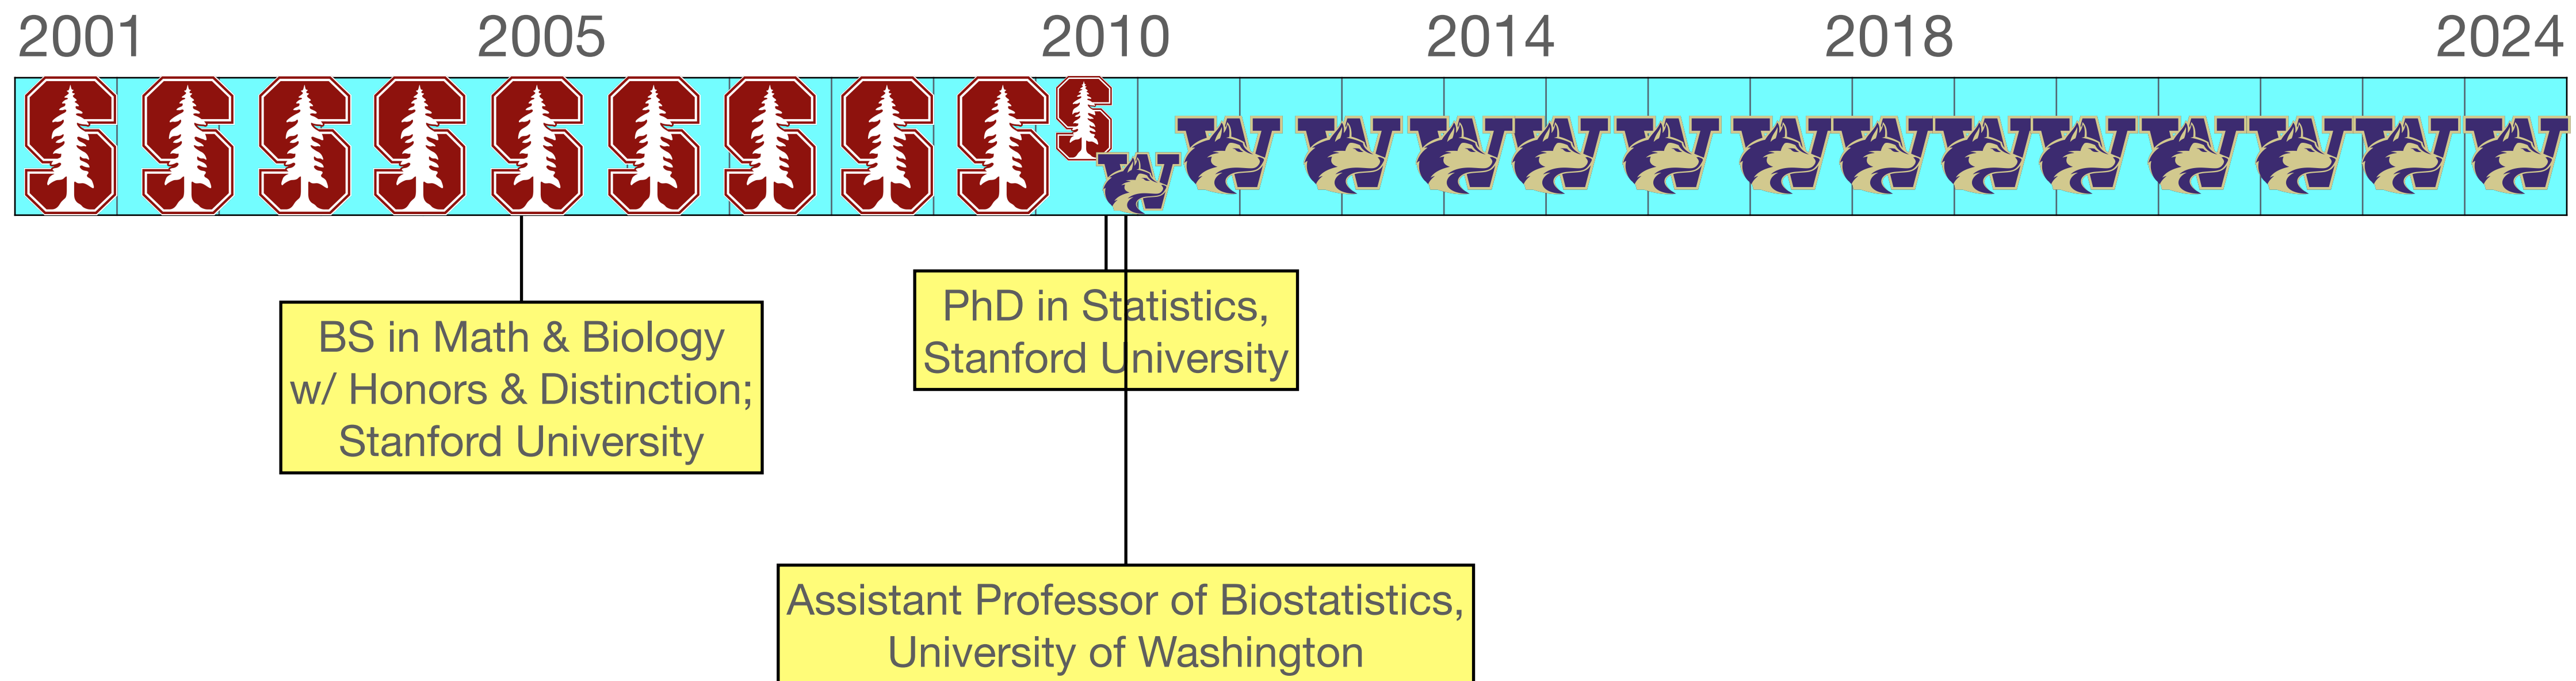 2001 2005 2010 2014 2018 2024
BS in Math & Biology
w/ Honors & Distinction;
Stanford University
PhD in Statistics,
Stanford University
Assistant Professor of Biostatistics,
University of Washington